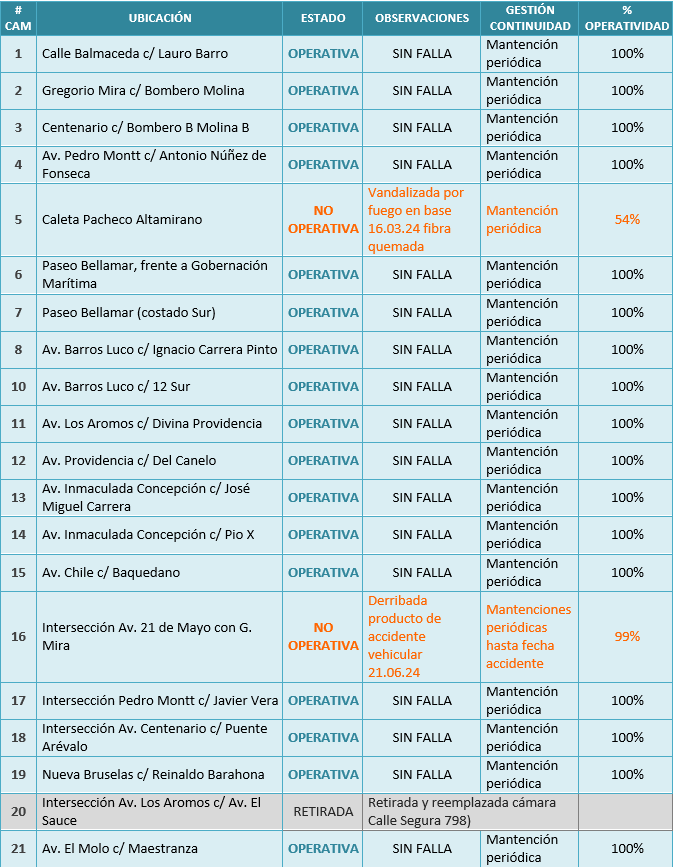 # CAM UBICACIÓN ESTADO OBSERVACIONES GESTIÓN CONTINUIDAD % OPERATIVIDAD
1 Calle Balmaceda c/ Lauro Barro OPERATIVA SIN FALLA Mantención periódica 100%
2 Gregorio Mira c/ Bombero Molina OPERATIVA SIN FALLA Mantención periódica 100%
3 Centenario c/ Bombero B Molina B OPERATIVA SIN FALLA Mantención periódica 100%
4 Av. Pedro Montt c/ Antonio Núñez de Fonseca OPERATIVA SIN FALLA Mantención periódica 100%
5 Caleta Pacheco Altamirano NO OPERATIVA Vandalizada por fuego en base 16.03.24 fibra quemada Mantención periódica 54%
6 Paseo Bellamar, frente a Gobernación Marítima OPERATIVA SIN FALLA Mantención periódica 100%
7 Paseo Bellamar (costado Sur) OPERATIVA SIN FALLA Mantención periódica 100%
8 Av. Barros Luco c/ Ignacio Carrera Pinto OPERATIVA SIN FALLA Mantención periódica 100%
10 Av. Barros Luco c/ 12 Sur OPERATIVA SIN FALLA Mantención periódica 100%
11 Av. Los Aromos c/ Divina Providencia OPERATIVA SIN FALLA Mantención periódica 100%
12 Av. Providencia c/ Del Canelo OPERATIVA SIN FALLA Mantención periódica 100%
13 Av. Inmaculada Concepción c/ José Miguel Carrera OPERATIVA SIN FALLA Mantención periódica 100%
14 Av. Inmaculada Concepción c/ Pio X OPERATIVA SIN FALLA Mantención periódica 100%
15 Av. Chile c/ Baquedano OPERATIVA SIN FALLA Mantención periódica 100%
16 Intersección Av. 21 de Mayo con G. Mira NO OPERATIVA Derribada producto de accidente vehicular 21.06.24 Mantenciones periódicas hasta fecha accidente 99%
17 Intersección Pedro Montt c/ Javier Vera OPERATIVA SIN FALLA Mantención periódica 100%
18 Intersección Av. Centenario c/ Puente Arévalo OPERATIVA SIN FALLA Mantención periódica 100%
19 Nueva Bruselas c/ Reinaldo Barahona OPERATIVA SIN FALLA Mantención periódica 100%
20 Intersección Av. Los Aromos c/ Av. El Sauce RETIRADA Retirada y reemplazada cámara Calle Segura 798)
21 Av. El Molo c/ Maestranza OPERATIVA SIN FALLA Mantención periódica 100%